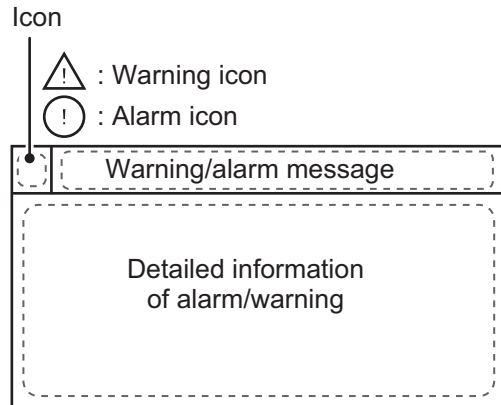 Icon
! : Warning icon
! : Alarm icon
Warning/alarm message
Detailed information
of alarm/warning